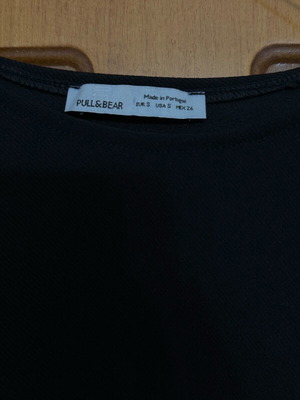 PULL&BEAR
Made in Portugal
EUR S USA S MEX 26